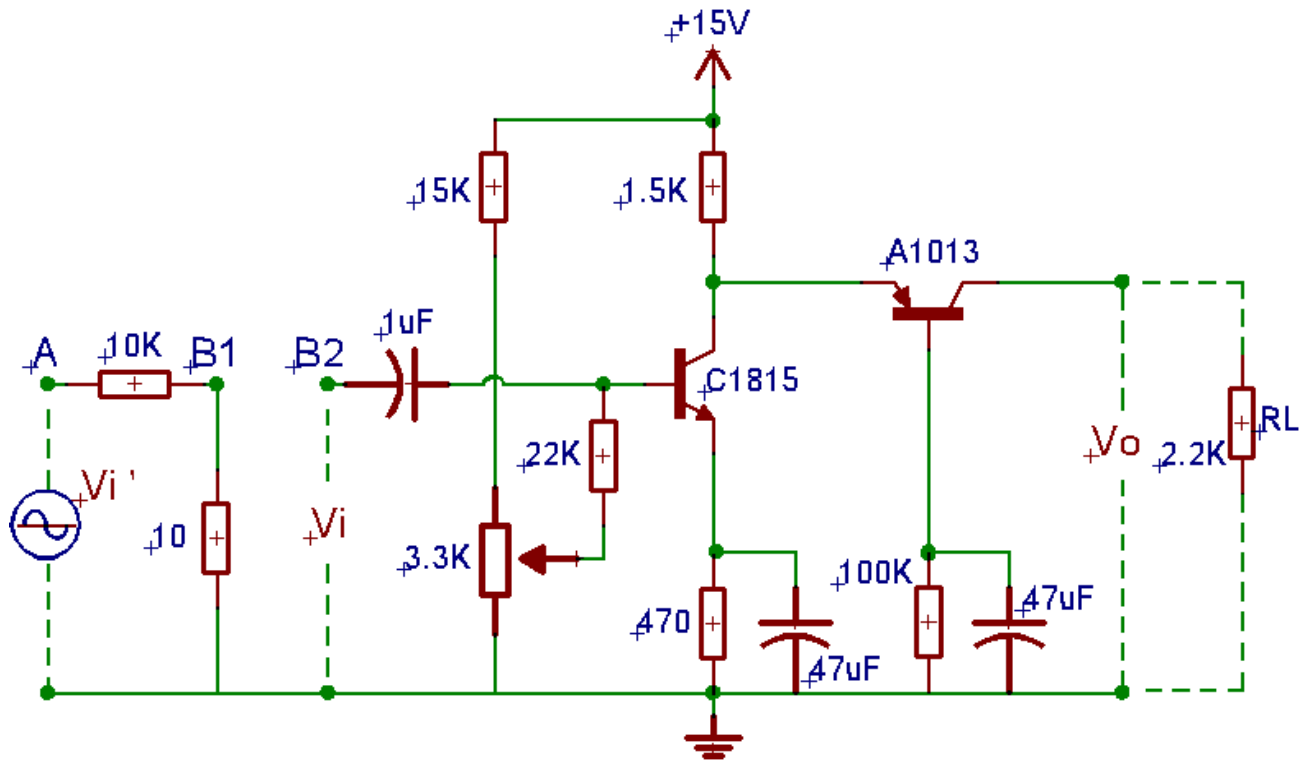 +15V
15K
1.5K
A1013
1uF
A
10K
B1
B2
C1815
22K
Vi '
Vi
3.3K
10
Vo
RL
2.2K
100K
470
47uF
47uF